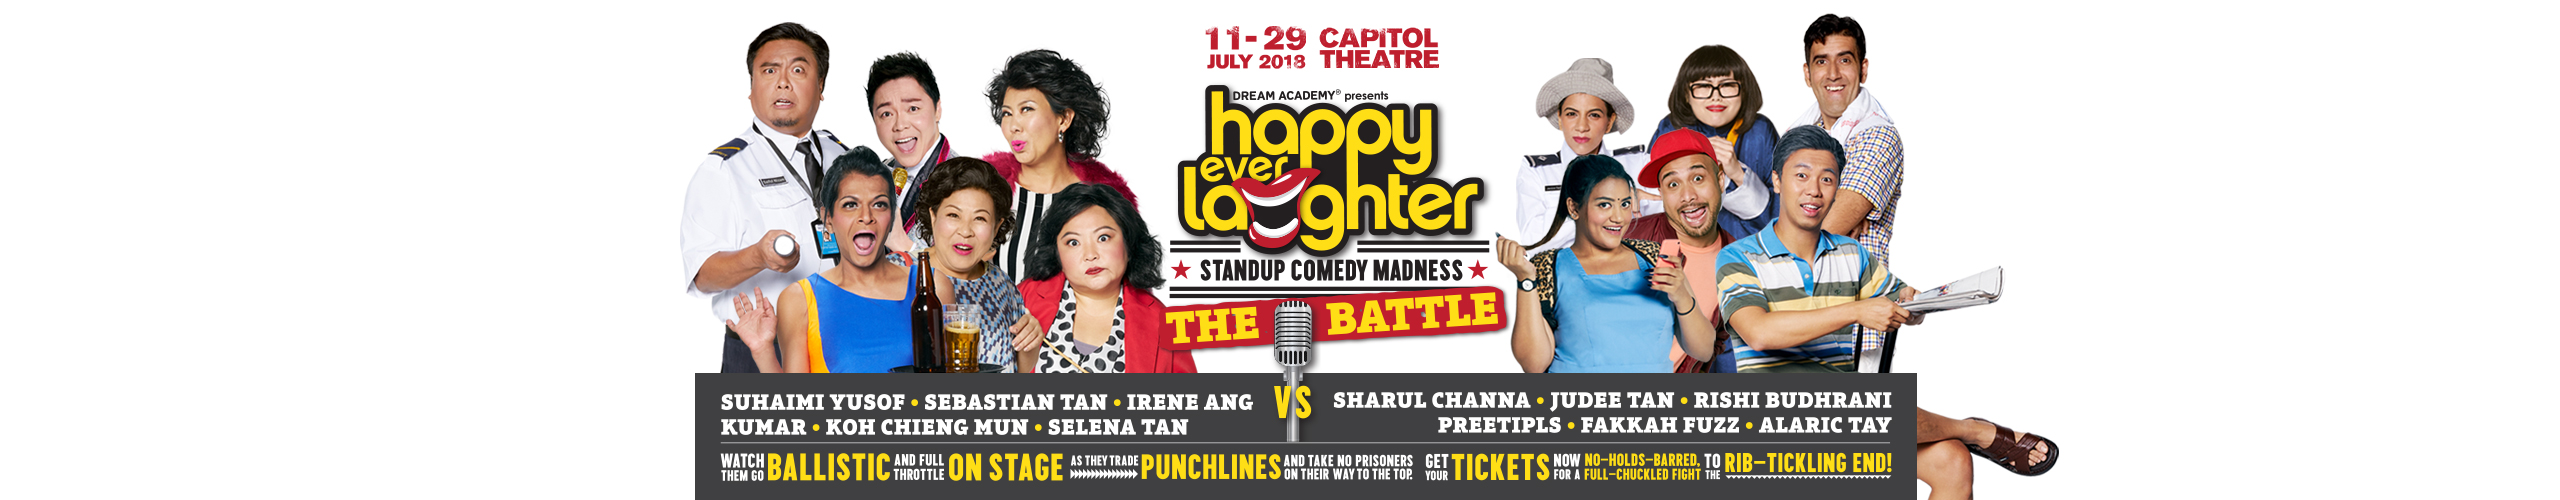 11-29 CAPITOL
JULY 2018 THEATRE
DREAM ACADEMY® presents
happy
ever
laughter
STANDUP COMEDY MADNESS
THE BATTLE
SUHAIMI YUSOF • SEBASTIAN TAN • IRENE ANG
KUMAR • KOH CHIENG MUN • SELENA TAN
VS
SHARUL CHANNA • JUDEE TAN • RISHI BUDHRANI
PREETIPLS • FAKKAH FUZZ • ALARIC TAY
WATCH THEM GO BALLISTIC AND FULL THROTTLE ON STAGE AS THEY TRADE PUNCHLINES AND TAKE NO PRISONERS ON THEIR WAY TO THE TOP. GET YOUR TICKETS NOW FOR A NO-HOLDS-BARRED, FULL-CHUCKLED FIGHT TO THE RIB-TICKLING END!